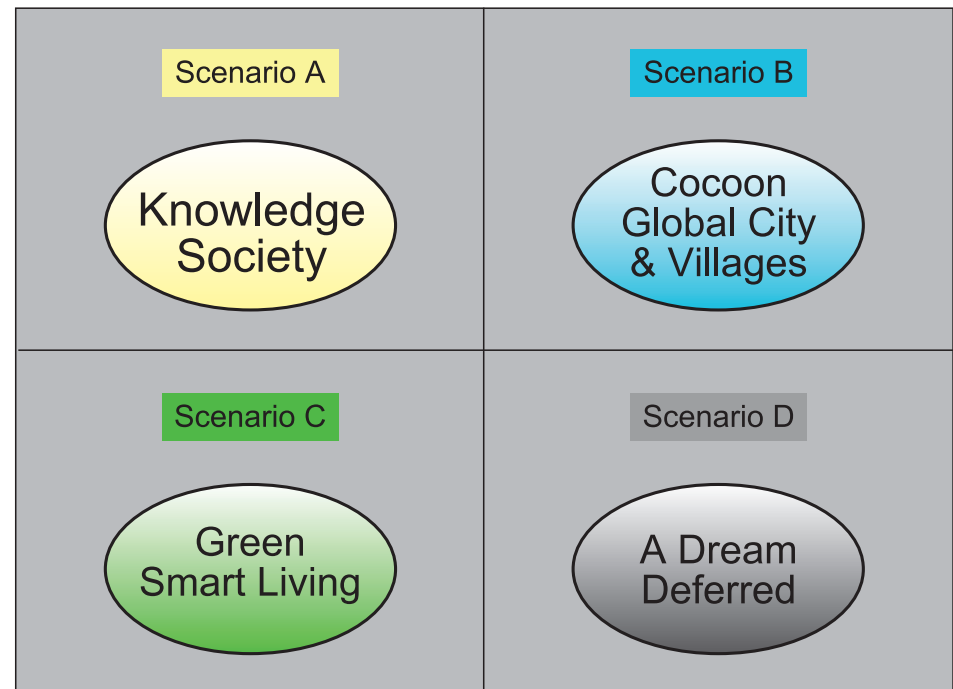 Scenario A
Knowledge
Society
Scenario B
Cocoon
Global City
& Villages
Scenario C
Green
Smart Living
Scenario D
A Dream
Deferred